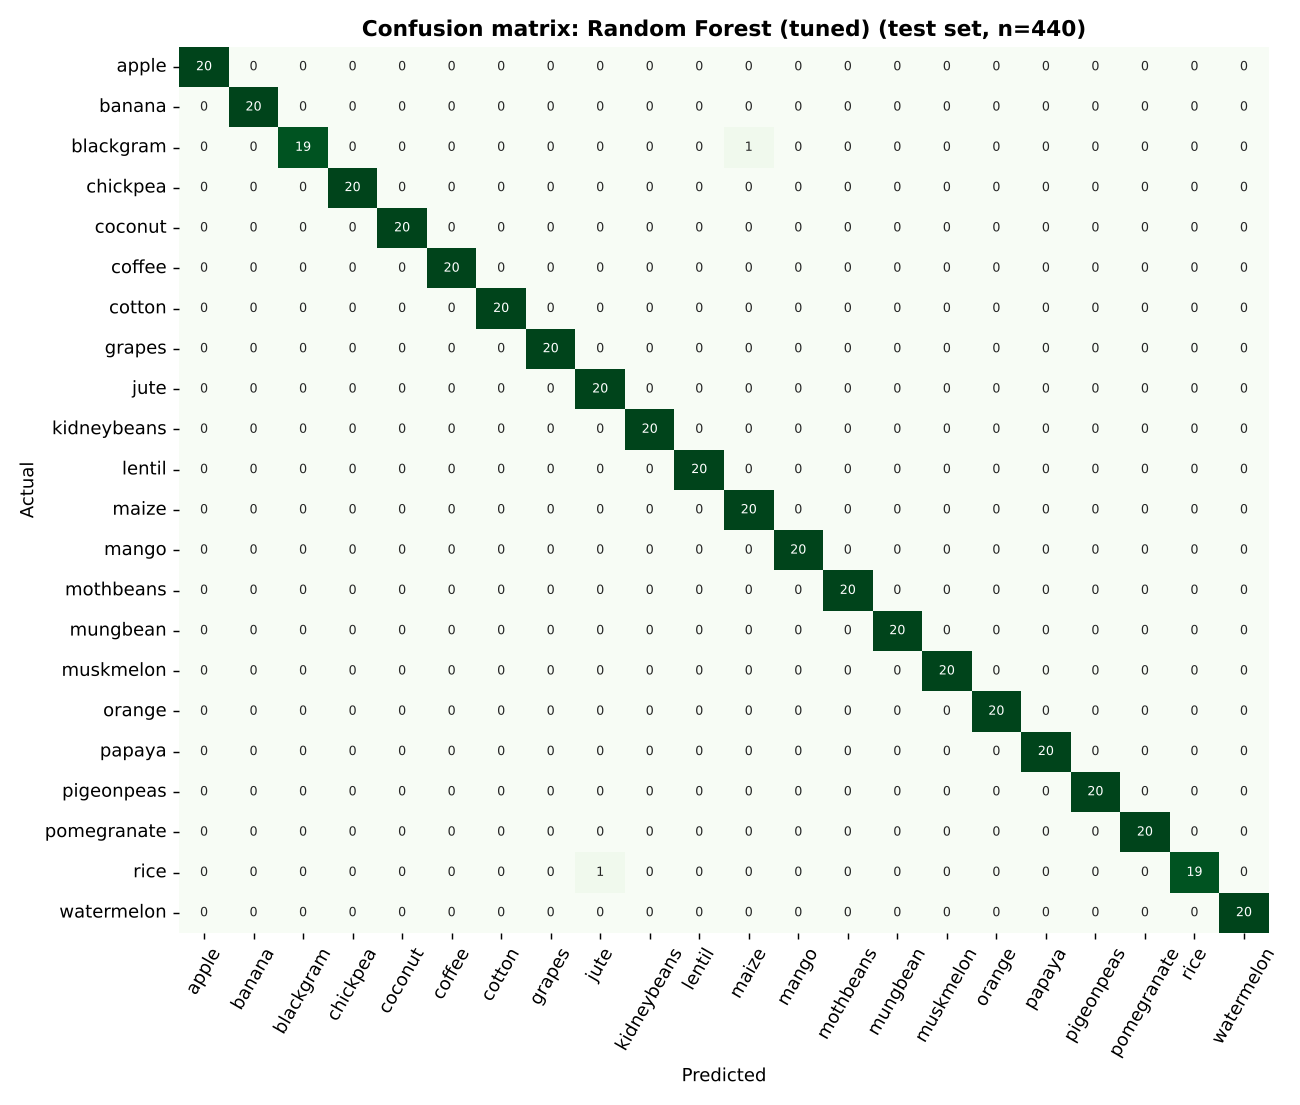 Confusion matrix: Random Forest (tuned) (test set, n=440)
apple 20 0 0 0 0 0 0 0 0 0 0 0 0 0 0 0 0 0 0 0 0 0
banana 0 20 0 0 0 0 0 0 0 0 0 0 0 0 0 0 0 0 0 0 0 0
blackgram 0 0 19 0 0 0 0 0 0 0 0 1 0 0 0 0 0 0 0 0 0 0
chickpea 0 0 0 20 0 0 0 0 0 0 0 0 0 0 0 0 0 0 0 0 0 0
coconut 0 0 0 0 20 0 0 0 0 0 0 0 0 0 0 0 0 0 0 0 0 0
coffee 0 0 0 0 0 20 0 0 0 0 0 0 0 0 0 0 0 0 0 0 0 0
cotton 0 0 0 0 0 0 20 0 0 0 0 0 0 0 0 0 0 0 0 0 0 0
grapes 0 0 0 0 0 0 0 20 0 0 0 0 0 0 0 0 0 0 0 0 0 0
jute 0 0 0 0 0 0 0 0 20 0 0 0 0 0 0 0 0 0 0 0 0 0
kidneybeans 0 0 0 0 0 0 0 0 0 20 0 0 0 0 0 0 0 0 0 0 0 0
lentil 0 0 0 0 0 0 0 0 0 0 20 0 0 0 0 0 0 0 0 0 0 0
Actual
maize 0 0 0 0 0 0 0 0 0 0 0 20 0 0 0 0 0 0 0 0 0 0
mango 0 0 0 0 0 0 0 0 0 0 0 0 20 0 0 0 0 0 0 0 0 0
mothbeans 0 0 0 0 0 0 0 0 0 0 0 0 0 20 0 0 0 0 0 0 0 0
mungbean 0 0 0 0 0 0 0 0 0 0 0 0 0 0 20 0 0 0 0 0 0 0
muskmelon 0 0 0 0 0 0 0 0 0 0 0 0 0 0 0 20 0 0 0 0 0 0
orange 0 0 0 0 0 0 0 0 0 0 0 0 0 0 0 0 20 0 0 0 0 0
papaya 0 0 0 0 0 0 0 0 0 0 0 0 0 0 0 0 0 20 0 0 0 0
pigeonpeas 0 0 0 0 0 0 0 0 0 0 0 0 0 0 0 0 0 0 20 0 0 0
pomegranate 0 0 0 0 0 0 0 0 0 0 0 0 0 0 0 0 0 0 0 20 0 0
rice 0 0 0 0 0 0 0 0 1 0 0 0 0 0 0 0 0 0 0 0 19 0
watermelon 0 0 0 0 0 0 0 0 0 0 0 0 0 0 0 0 0 0 0 0 0 20
apple banana blackgram chickpea coconut coffee cotton grapes jute kidneybeans lentil maize mango mothbeans mungbean muskmelon orange papaya pigeonpeas pomegranate rice watermelon
Predicted